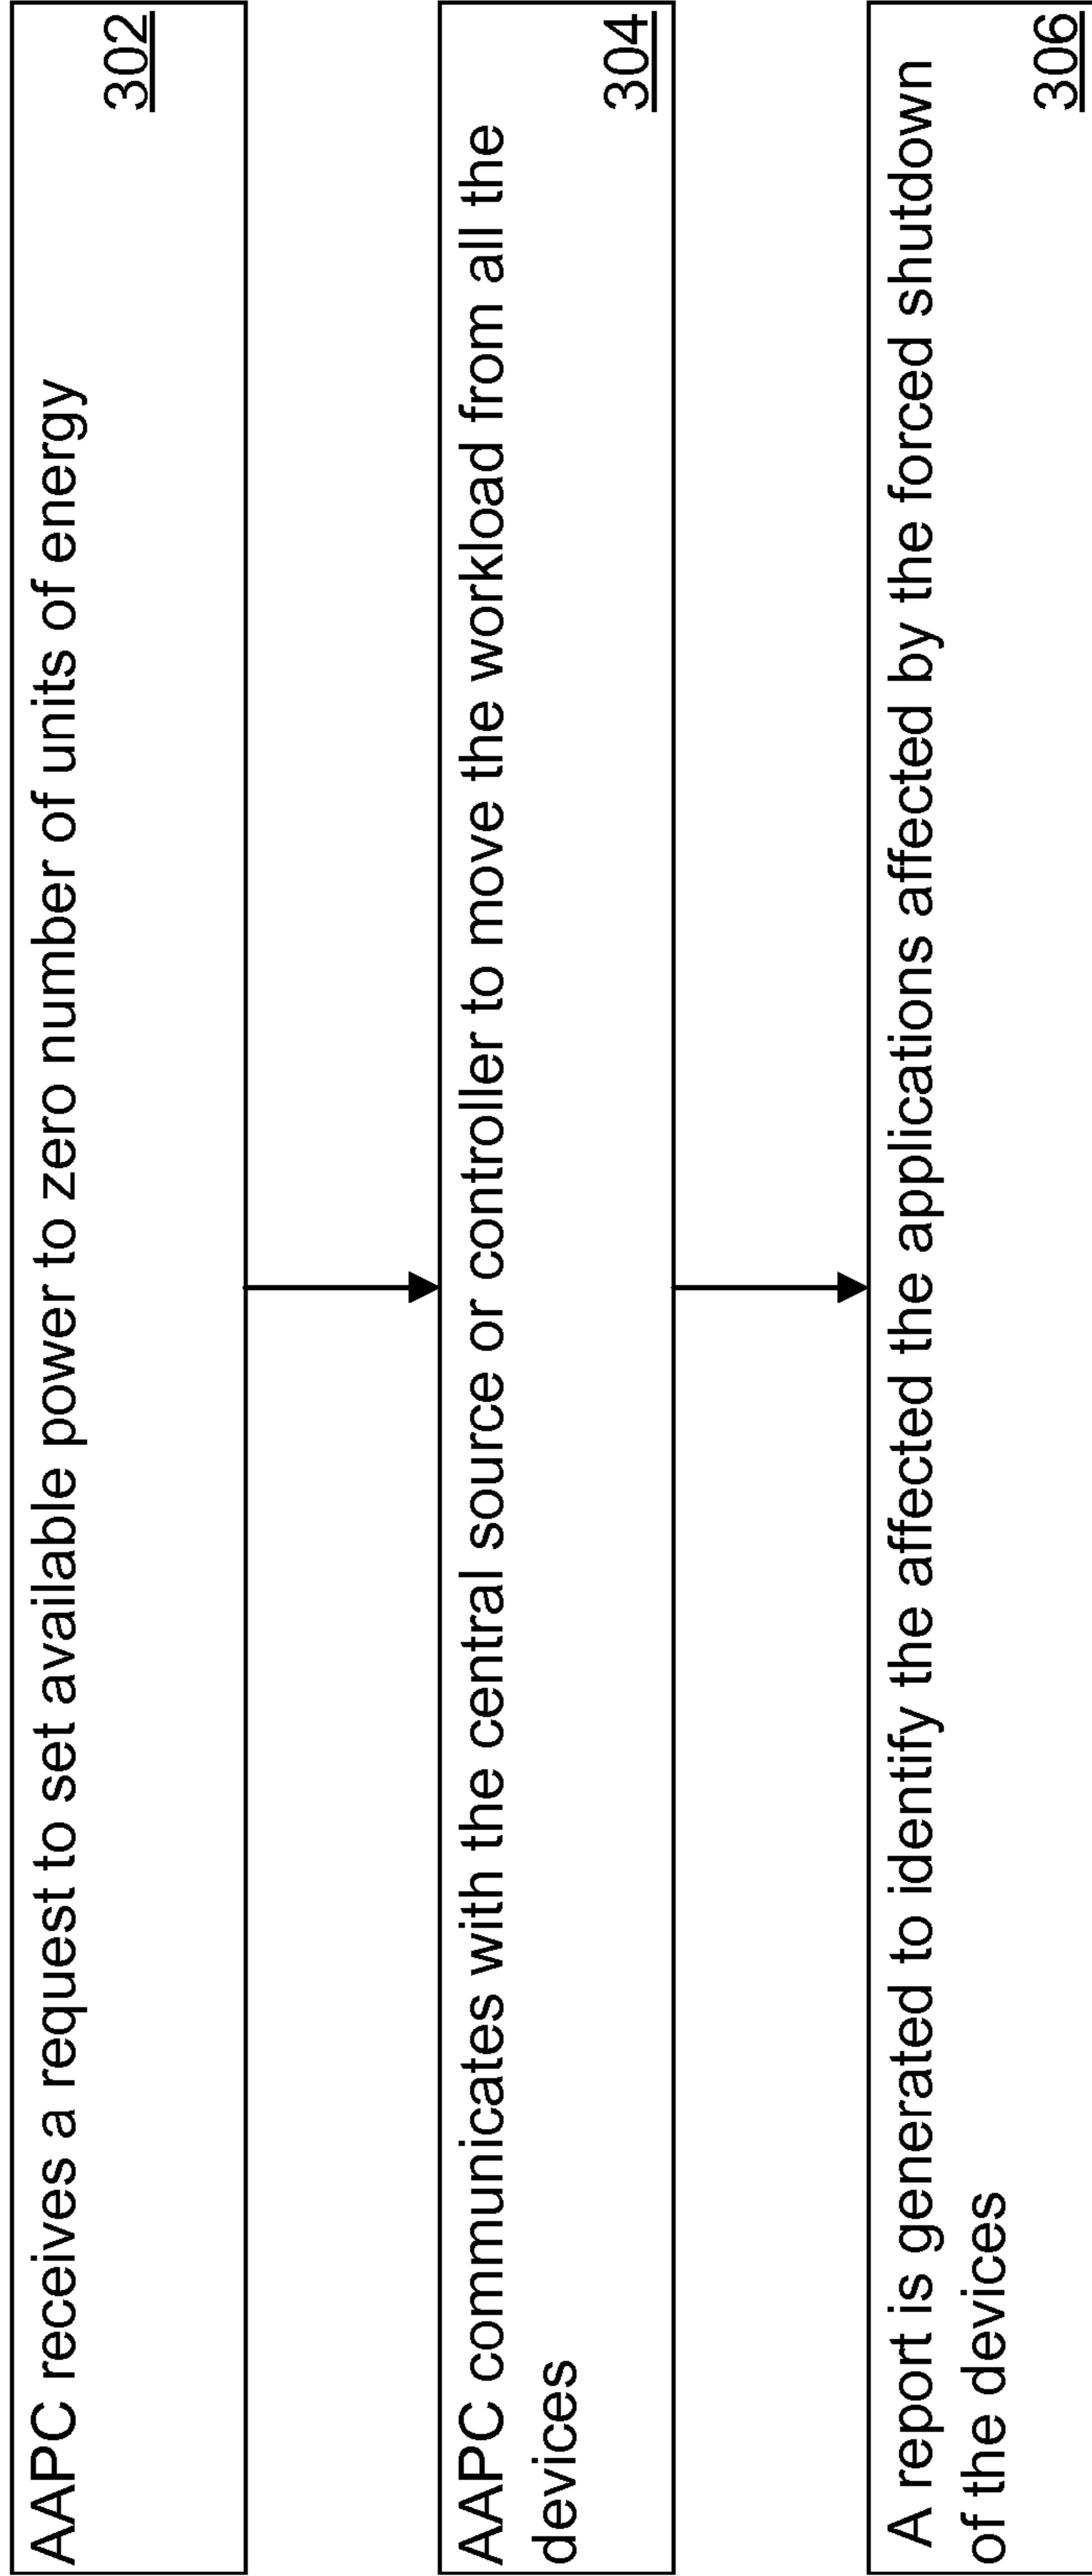 AAPC receives a request to set available power to zero number of units of energy
302
AAPC communicates with the central source or controller to move the workload from all the
devices
304
A report is generated to identify the affected the applications affected by the forced shutdown
of the devices
306